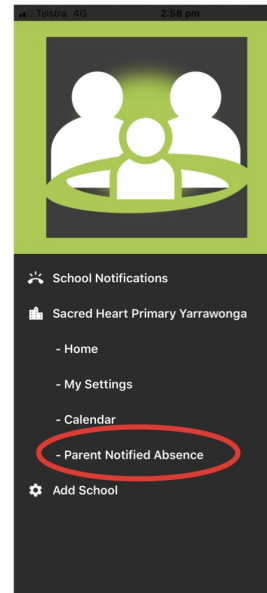 Telstra 4G 2:58 pm
School Notifications
Sacred Heart Primary Yarrawonga
- Home
- My Settings
- Calendar
- Parent Notified Absence
Add School